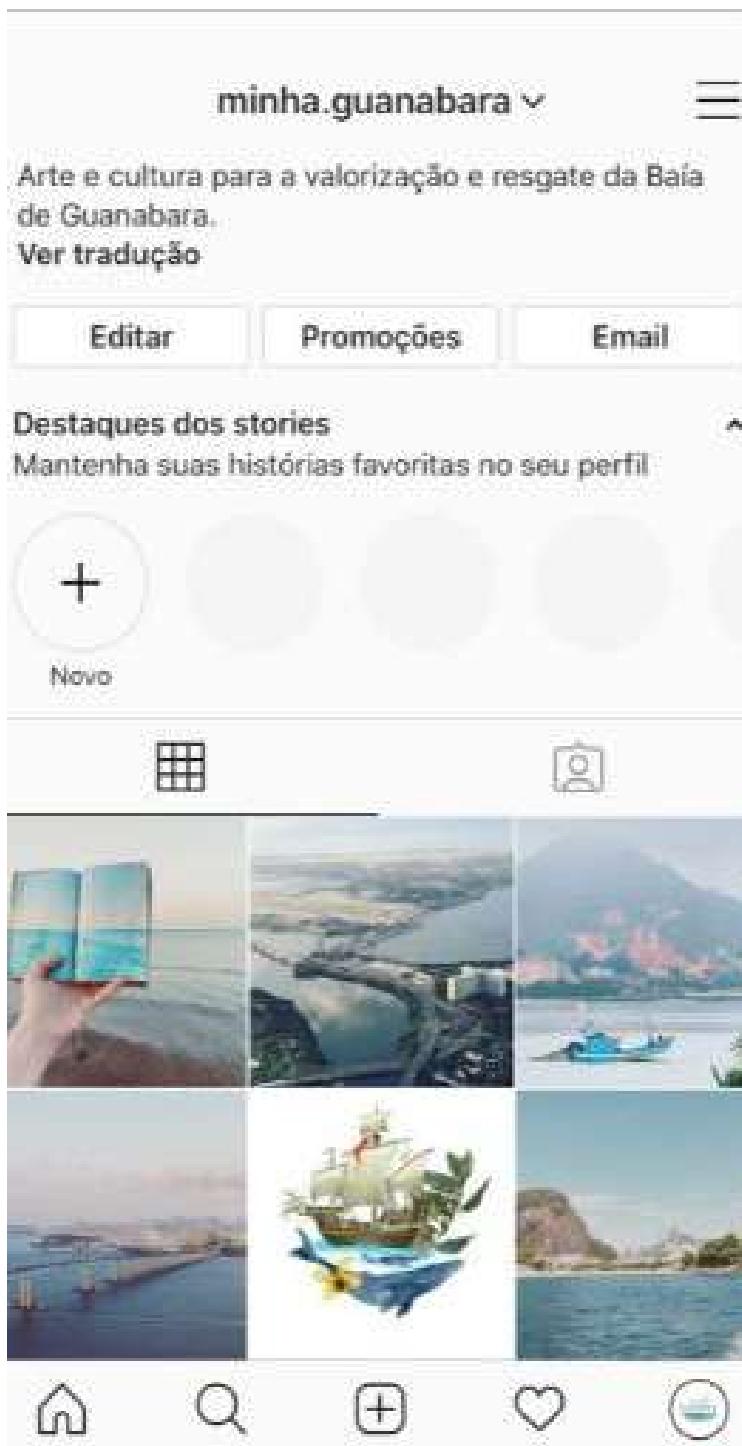 minha.guanabara
Arte e cultura para a valorização e resgate da Baía
de Guanabara.
Ver tradução
Editar Promoções Email
Destaques dos stories
Mantenha suas histórias favoritas no seu perfil
Novo